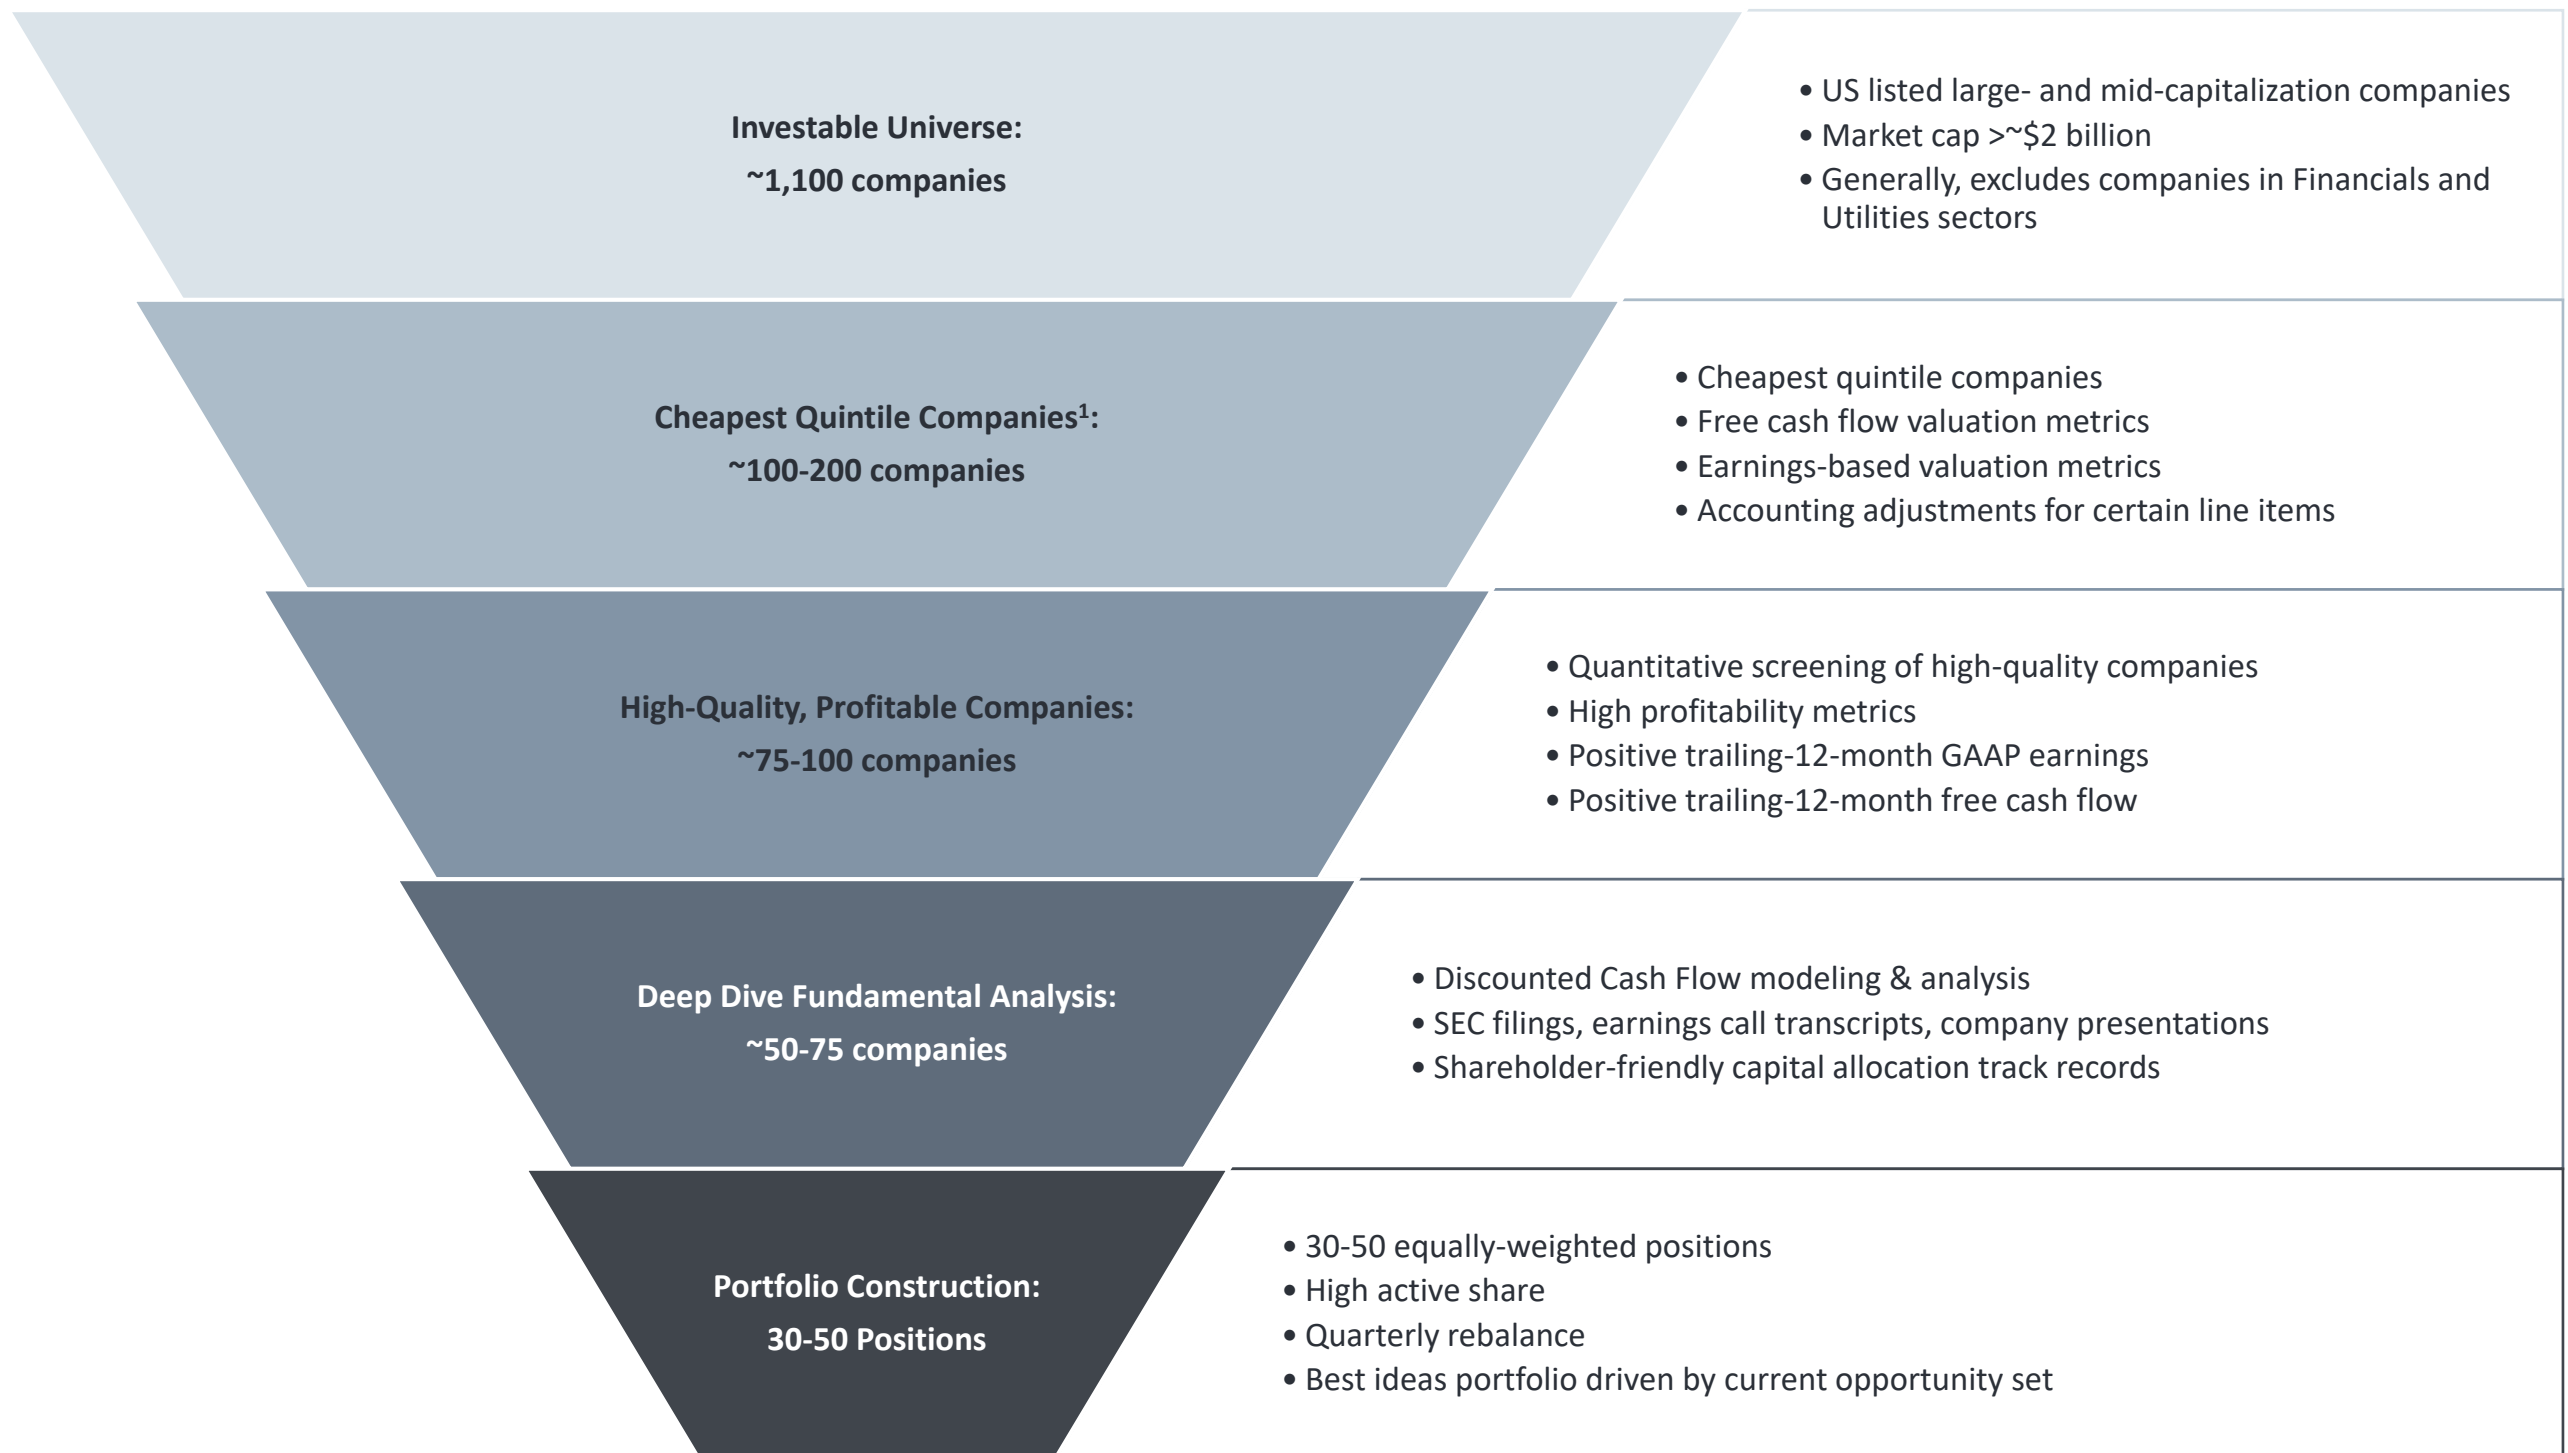 Investable Universe:
~1,100 companies
• US listed large- and mid-capitalization companies
• Market cap >~$2 billion
• Generally, excludes companies in Financials and
Utilities sectors
Cheapest Quintile Companies¹:
~100-200 companies
• Cheapest quintile companies
• Free cash flow valuation metrics
• Earnings-based valuation metrics
• Accounting adjustments for certain line items
High-Quality, Profitable Companies:
~75-100 companies
• Quantitative screening of high-quality companies
• High profitability metrics
• Positive trailing-12-month GAAP earnings
• Positive trailing-12-month free cash flow
Deep Dive Fundamental Analysis:
~50-75 companies
• Discounted Cash Flow modeling & analysis
• SEC filings, earnings call transcripts, company presentations
• Shareholder-friendly capital allocation track records
Portfolio Construction:
30-50 Positions
• 30-50 equally-weighted positions
• High active share
• Quarterly rebalance
• Best ideas portfolio driven by current opportunity set